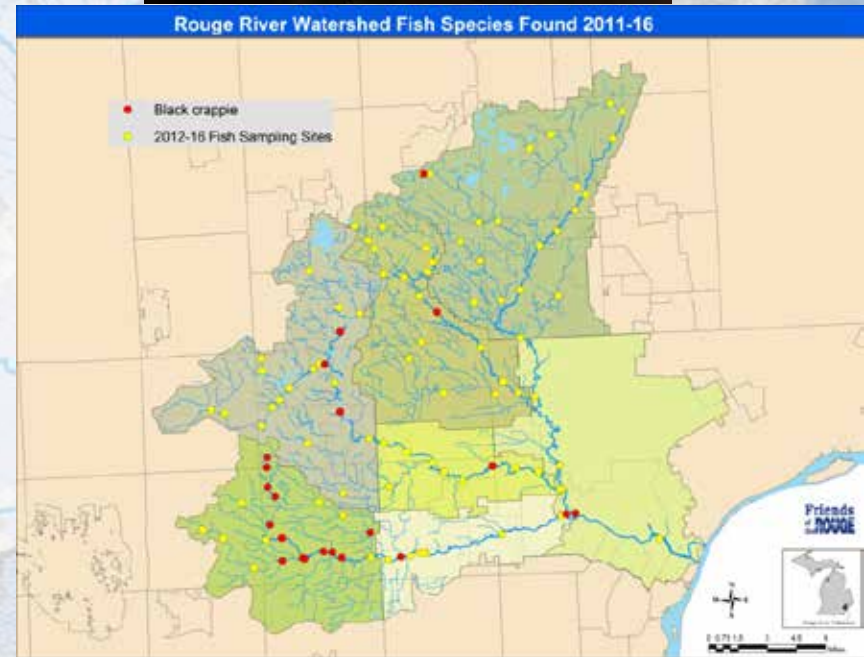 Rouge River Watershed Fish Species Found 2011-16
Black crappie
2012-16 Fish Sampling Sites
Friends
of the ROUGE